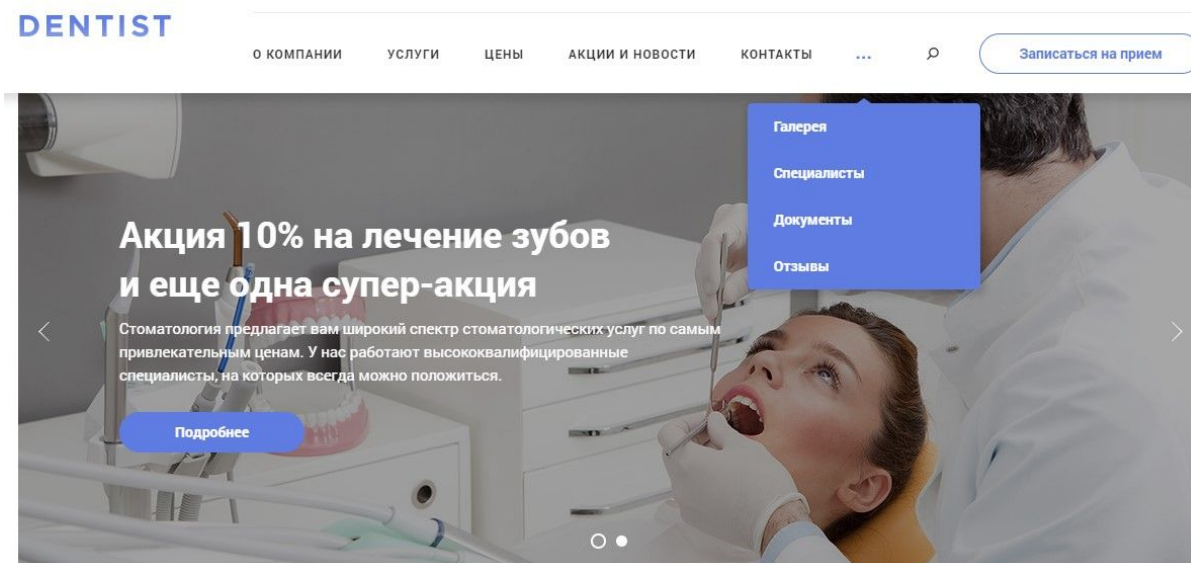 DENTIST
О КОМПАНИИ УСЛУГИ ЦЕНЫ АКЦИИ И НОВОСТИ КОНТАКТЫ ... Записаться на прием
Галерея
Специалисты
Документы
Отзывы
Акция 10% на лечение зубов
и еще одна супер-акция
Стоматология предлагает вам широкий спектр стоматологических услуг по самым
привлекательным ценам. У нас работают высококвалифицированные
специалисты, на которых всегда можно положиться.
Подробнее